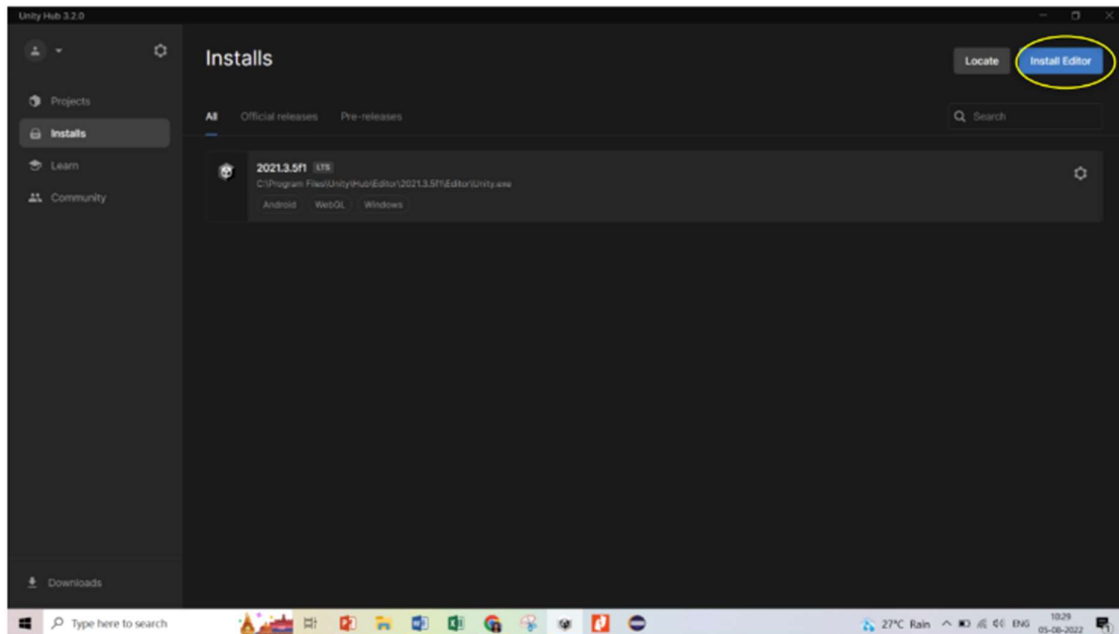 Unity Hub 3.2.0
Installs
Locate
Install Editor
Projects
Installs
Learn
Community
All Official releases Pre-releases
Search
2021.3.5f1 LTS
C:\Program Files\Unity\Hub\Editor\2021.3.5f1\Editor\Unity.exe
Android WebGL Windows
Downloads
Type here to search
27°C Rain
ENG
10:29
05-08-2022